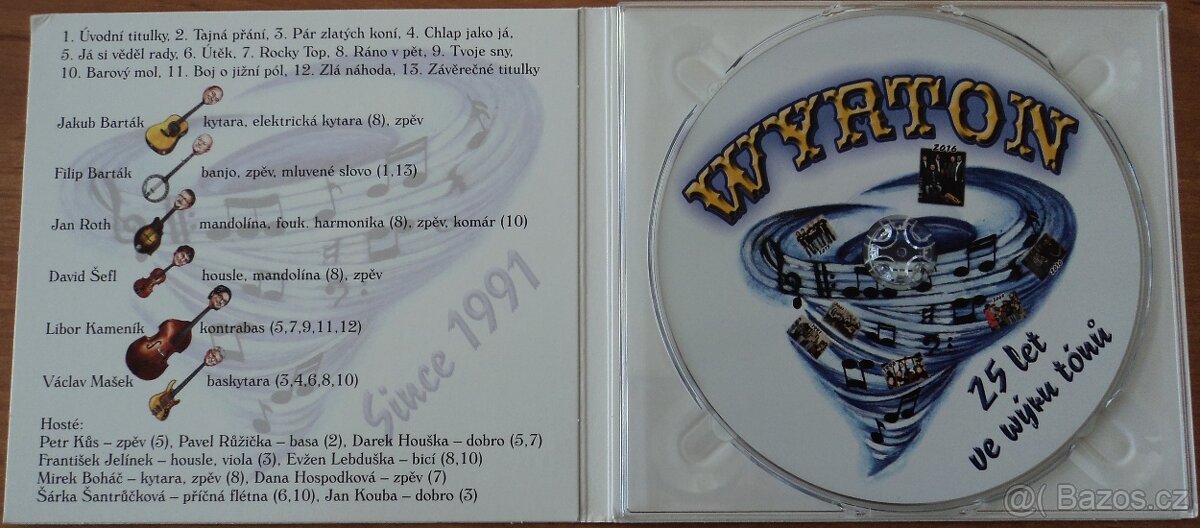 1. Úvodní titulky, 2. Tajná přání, 3. Pár zlatých koní, 4. Chlap jako já,
5. Já si věděl rady, 6. Útěk, 7. Rocky Top, 8. Ráno v pět, 9. Tvoje sny,
10. Barový mol, 11. Boj o jižní pól, 12. Zlá náhoda, 13. Závěrečné titulky
Jakub Barták kytara, elektrická kytara (8), zpěv
Filip Barták banjo, zpěv, mluvené slovo (1,13)
Jan Roth mandolína, fouk. harmonika (8), zpěv, komár (10)
David Šefl housle, mandolína (8), zpěv
Libor Kameník kontrabas (5,7,9,11,12)
Václav Mašek baskytara (3,4,6,8,10)
Since 1991
Hosté:
Petr Kůs – zpěv (5), Pavel Růžička – basa (2), Darek Houška – dobro (5,7)
František Jelínek – housle, viola (3), Evžen Lebduška – bicí (8,10)
Mirek Boháč – kytara, zpěv (8), Dana Hospodková – zpěv (7)
Šárka Šantrůčková – příčná flétna (6,10), Jan Kouba – dobro (3)
WYRTON
2016
25 let
ve wýru tónů
@( Bazos.cz